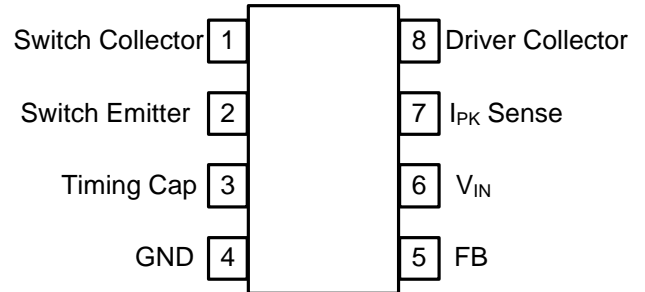 Switch Collector 1 8 Driver Collector
Switch Emitter 2 7 IPK Sense
Timing Cap 3 6 VIN
GND 4 5 FB